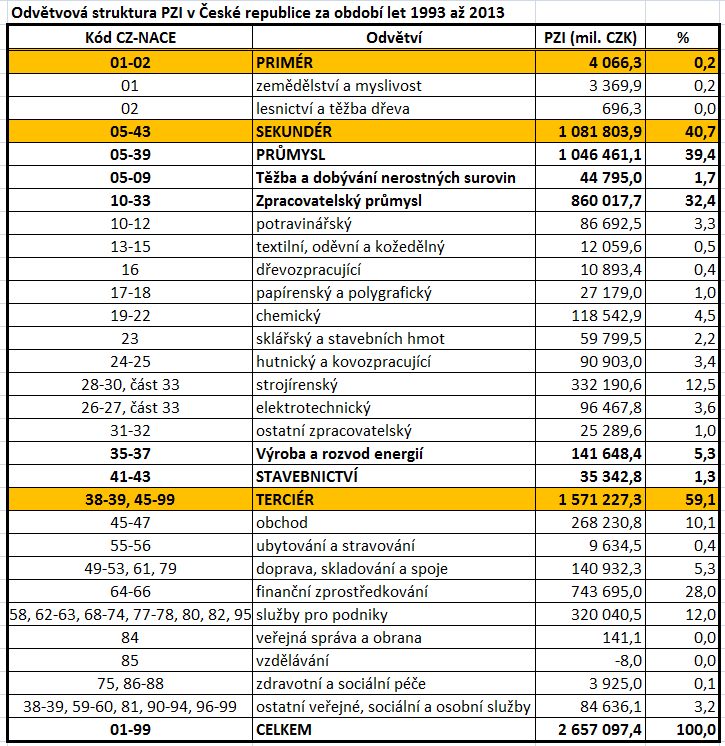 Odvětvová struktura PZI v České republice za období let 1993 až 2013
Kód CZ-NACE Odvětví PZI (mil. CZK) %
01-02 PRIMÉR 4 066,3 0,2
01 zemědělství a myslivost 3 369,9 0,2
02 lesnictví a těžba dřeva 696,3 0,0
05-43 SEKUNDÉR 1 081 803,9 40,7
05-39 PRŮMYSL 1 046 461,1 39,4
05-09 Těžba a dobývání nerostných surovin 44 795,0 1,7
10-33 Zpracovatelský průmysl 860 017,7 32,4
10-12 potravinářský 86 692,5 3,3
13-15 textilní, oděvní a kožedělný 12 059,6 0,5
16 dřevozpracující 10 893,4 0,4
17-18 papírenský a polygrafický 27 179,0 1,0
19-22 chemický 118 542,9 4,5
23 sklářský a stavebních hmot 59 799,5 2,2
24-25 hutnický a kovozpracující 90 903,0 3,4
28-30, část 33 strojírenský 332 190,6 12,5
26-27, část 33 elektrotechnický 96 467,8 3,6
31-32 ostatní zpracovatelský 25 289,6 1,0
35-37 Výroba a rozvod energií 141 648,4 5,3
41-43 STAVEBNICTVÍ 35 342,8 1,3
38-39, 45-99 TERCIÉR 1 571 227,3 59,1
45-47 obchod 268 230,8 10,1
55-56 ubytování a stravování 9 634,5 0,4
49-53, 61, 79 doprava, skladování a spoje 140 932,3 5,3
64-66 finanční zprostředkování 743 695,0 28,0
58, 62-63, 68-74, 77-78, 80, 82, 95 služby pro podniky 320 040,5 12,0
84 veřejná správa a obrana 141,1 0,0
85 vzdělávání -8,0 0,0
75, 86-88 zdravotní a sociální péče 3 925,0 0,1
38-39, 59-60, 81, 90-94, 96-99 ostatní veřejné, sociální a osobní služby 84 636,1 3,2
01-99 CELKEM 2 657 097,4 100,0